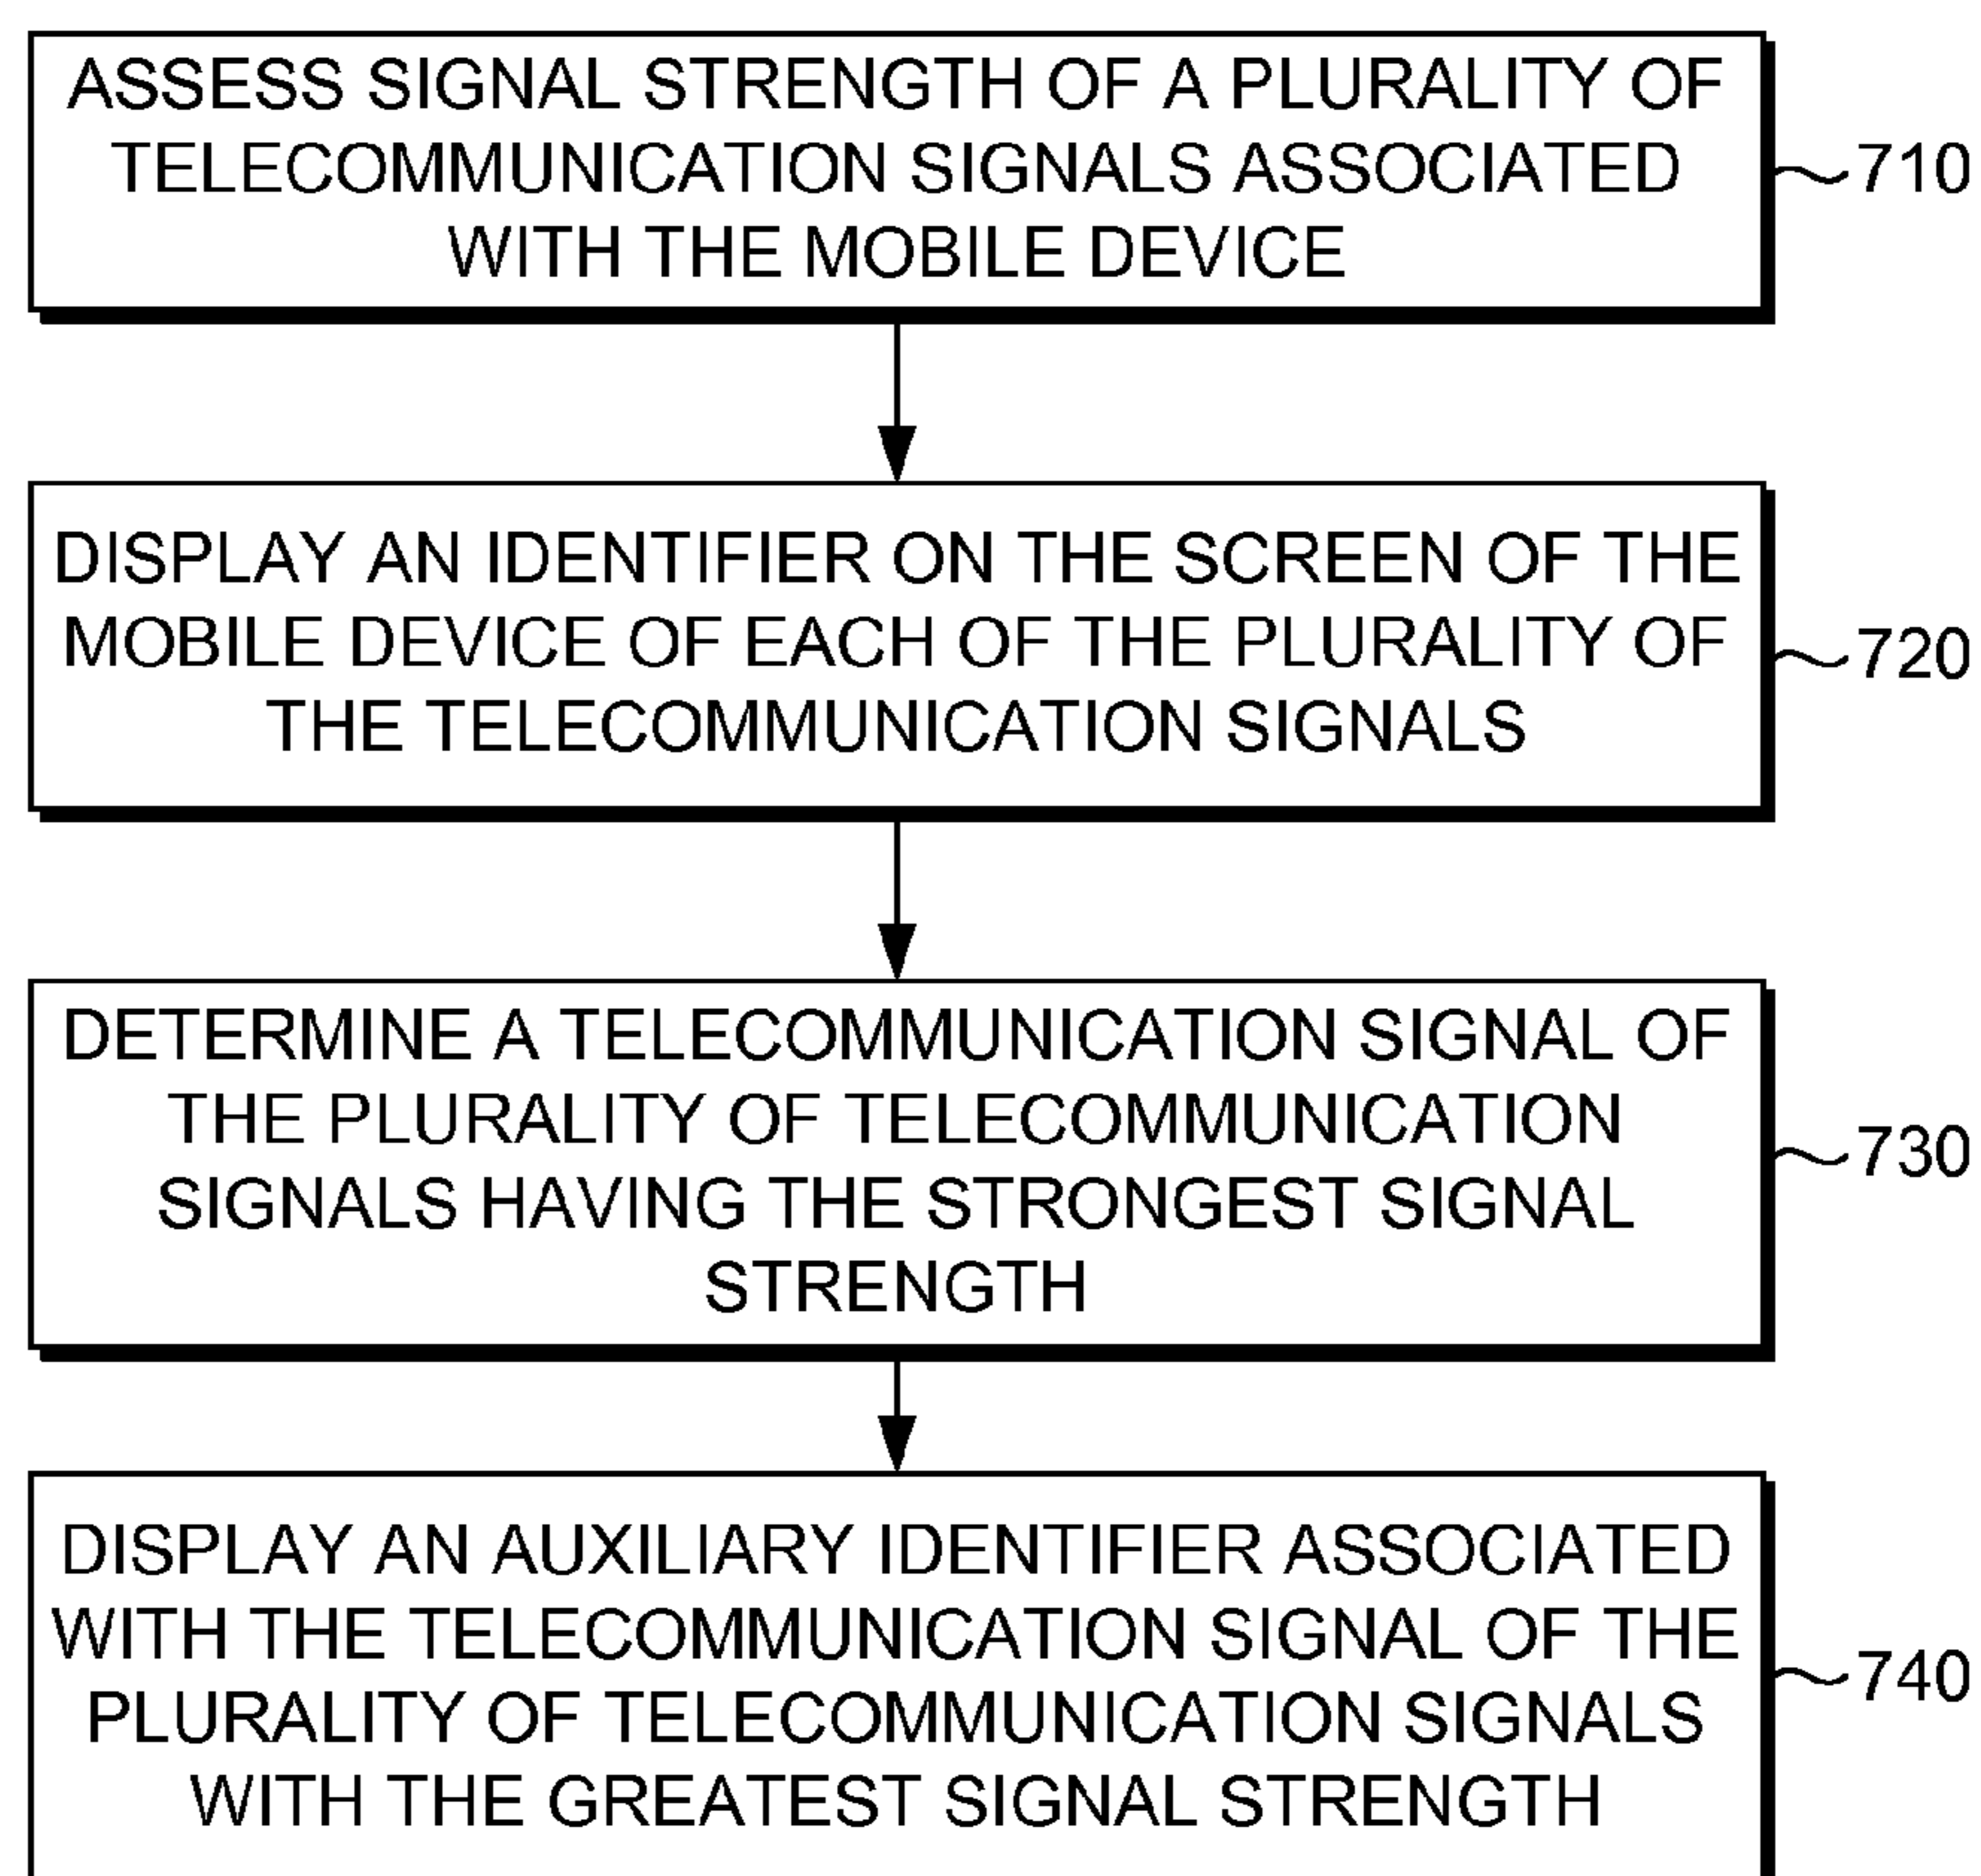 ASSESS SIGNAL STRENGTH OF A PLURALITY OF
TELECOMMUNICATION SIGNALS ASSOCIATED
WITH THE MOBILE DEVICE
710
DISPLAY AN IDENTIFIER ON THE SCREEN OF THE
MOBILE DEVICE OF EACH OF THE PLURALITY OF
THE TELECOMMUNICATION SIGNALS
720
DETERMINE A TELECOMMUNICATION SIGNAL OF
THE PLURALITY OF TELECOMMUNICATION
SIGNALS HAVING THE STRONGEST SIGNAL
STRENGTH
730
DISPLAY AN AUXILIARY IDENTIFIER ASSOCIATED
WITH THE TELECOMMUNICATION SIGNAL OF THE
PLURALITY OF TELECOMMUNICATION SIGNALS
WITH THE GREATEST SIGNAL STRENGTH
740